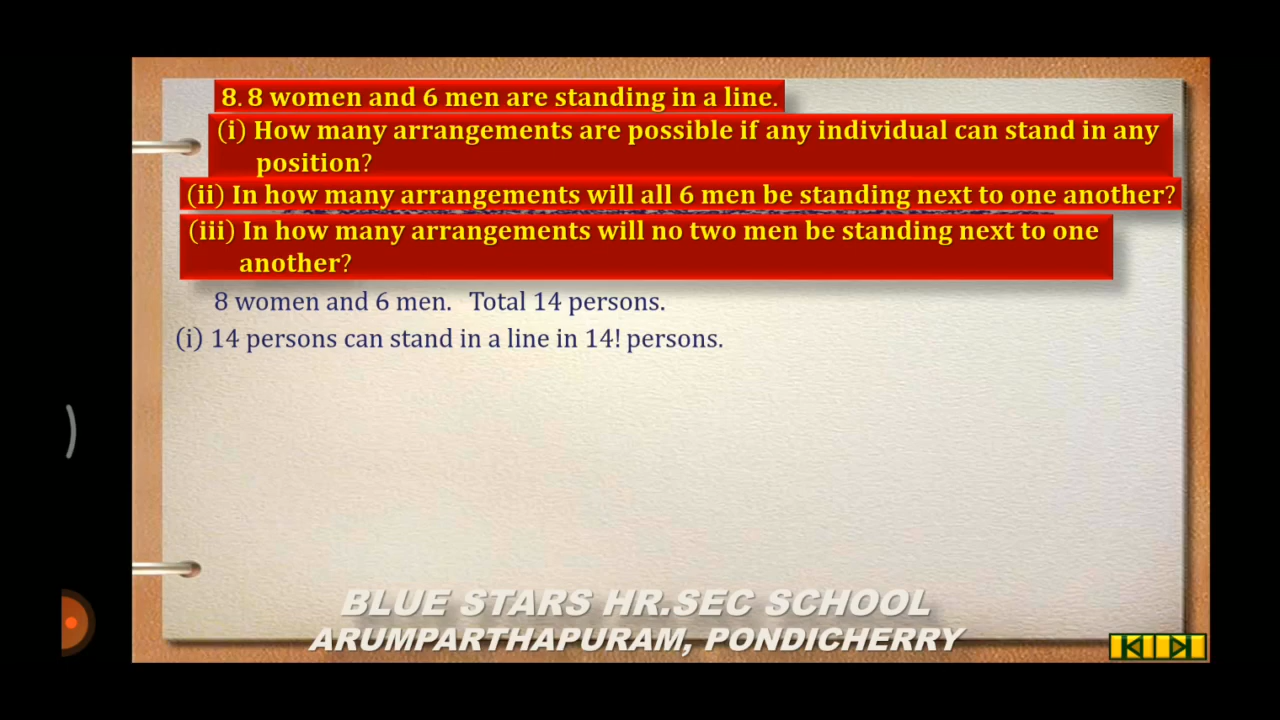 8. 8 women and 6 men are standing in a line.
(i) How many arrangements are possible if any individual can stand in any
position?
(ii) In how many arrangements will all 6 men be standing next to one another?
(iii) In how many arrangements will no two men be standing next to one
another?
8 women and 6 men. Total 14 persons.
(i) 14 persons can stand in a line in 14! persons.
BLUE STARS HR.SEC SCHOOL
ARUMPARTHAPURAM, PONDICHERRY